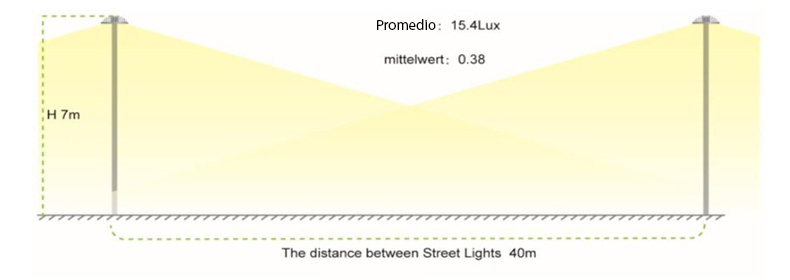 Promedio: 15.4Lux
mittelwert: 0.38
H 7m
The distance between Street Lights 40m